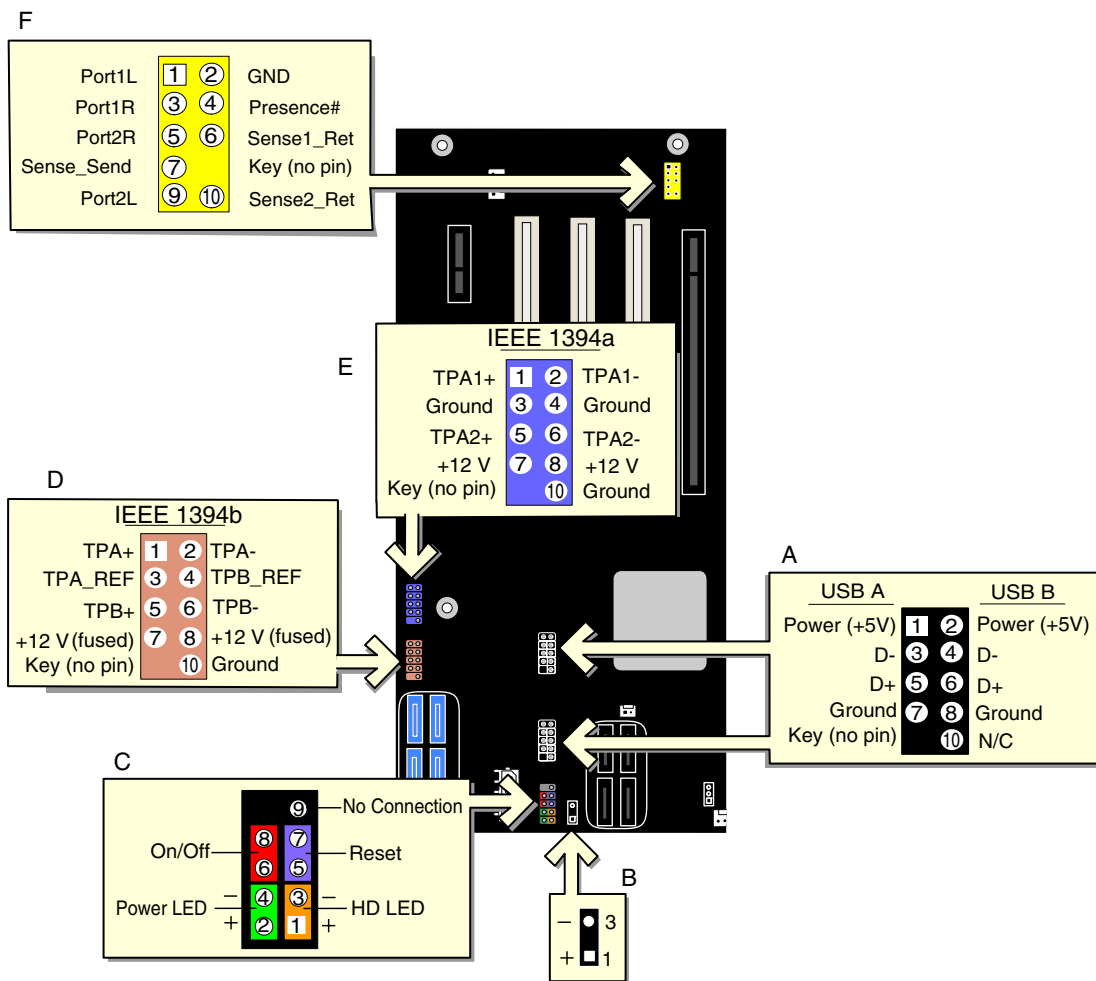 F
Port1L 1 2 GND
Port1R 3 4 Presence#
Port2R 5 6 Sense1_Ret
Sense_Send 7 Key (no pin)
Port2L 9 10 Sense2_Ret
E
IEEE 1394a
TPA1+ 1 2 TPA1-
Ground 3 4 Ground
TPA2+ 5 6 TPA2-
+12 V 7 8 +12 V
Key (no pin) 10 Ground
D
IEEE 1394b
TPA+ 1 2 TPA-
TPA_REF 3 4 TPB_REF
TPB+ 5 6 TPB-
+12 V (fused) 7 8 +12 V (fused)
Key (no pin) 10 Ground
A
USB A USB B
Power (+5V) 1 2 Power (+5V)
D- 3 4 D-
D+ 5 6 D+
Ground 7 8 Ground
Key (no pin) 10 N/C
C
9 No Connection
On/Off 8 7 Reset
6 5
Power LED − 4 3 − HD LED
+ 2 1 +
B
− 3
+ 1